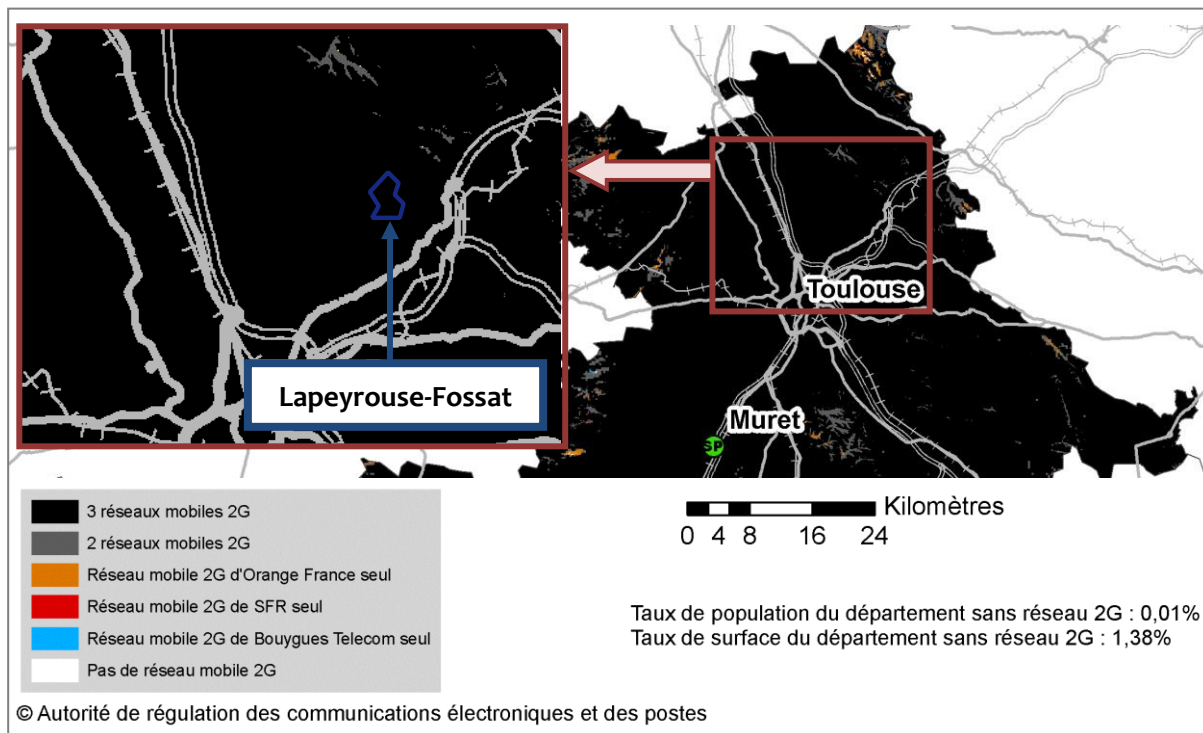 Toulouse
Lapeyrouse-Fossat
Muret
SP
3 réseaux mobiles 2G
2 réseaux mobiles 2G
Réseau mobile 2G d'Orange France seul
Réseau mobile 2G de SFR seul
Réseau mobile 2G de Bouygues Telecom seul
Pas de réseau mobile 2G
Kilomètres
0 4 8 16 24
Taux de population du département sans réseau 2G : 0,01%
Taux de surface du département sans réseau 2G : 1,38%
© Autorité de régulation des communications électroniques et des postes